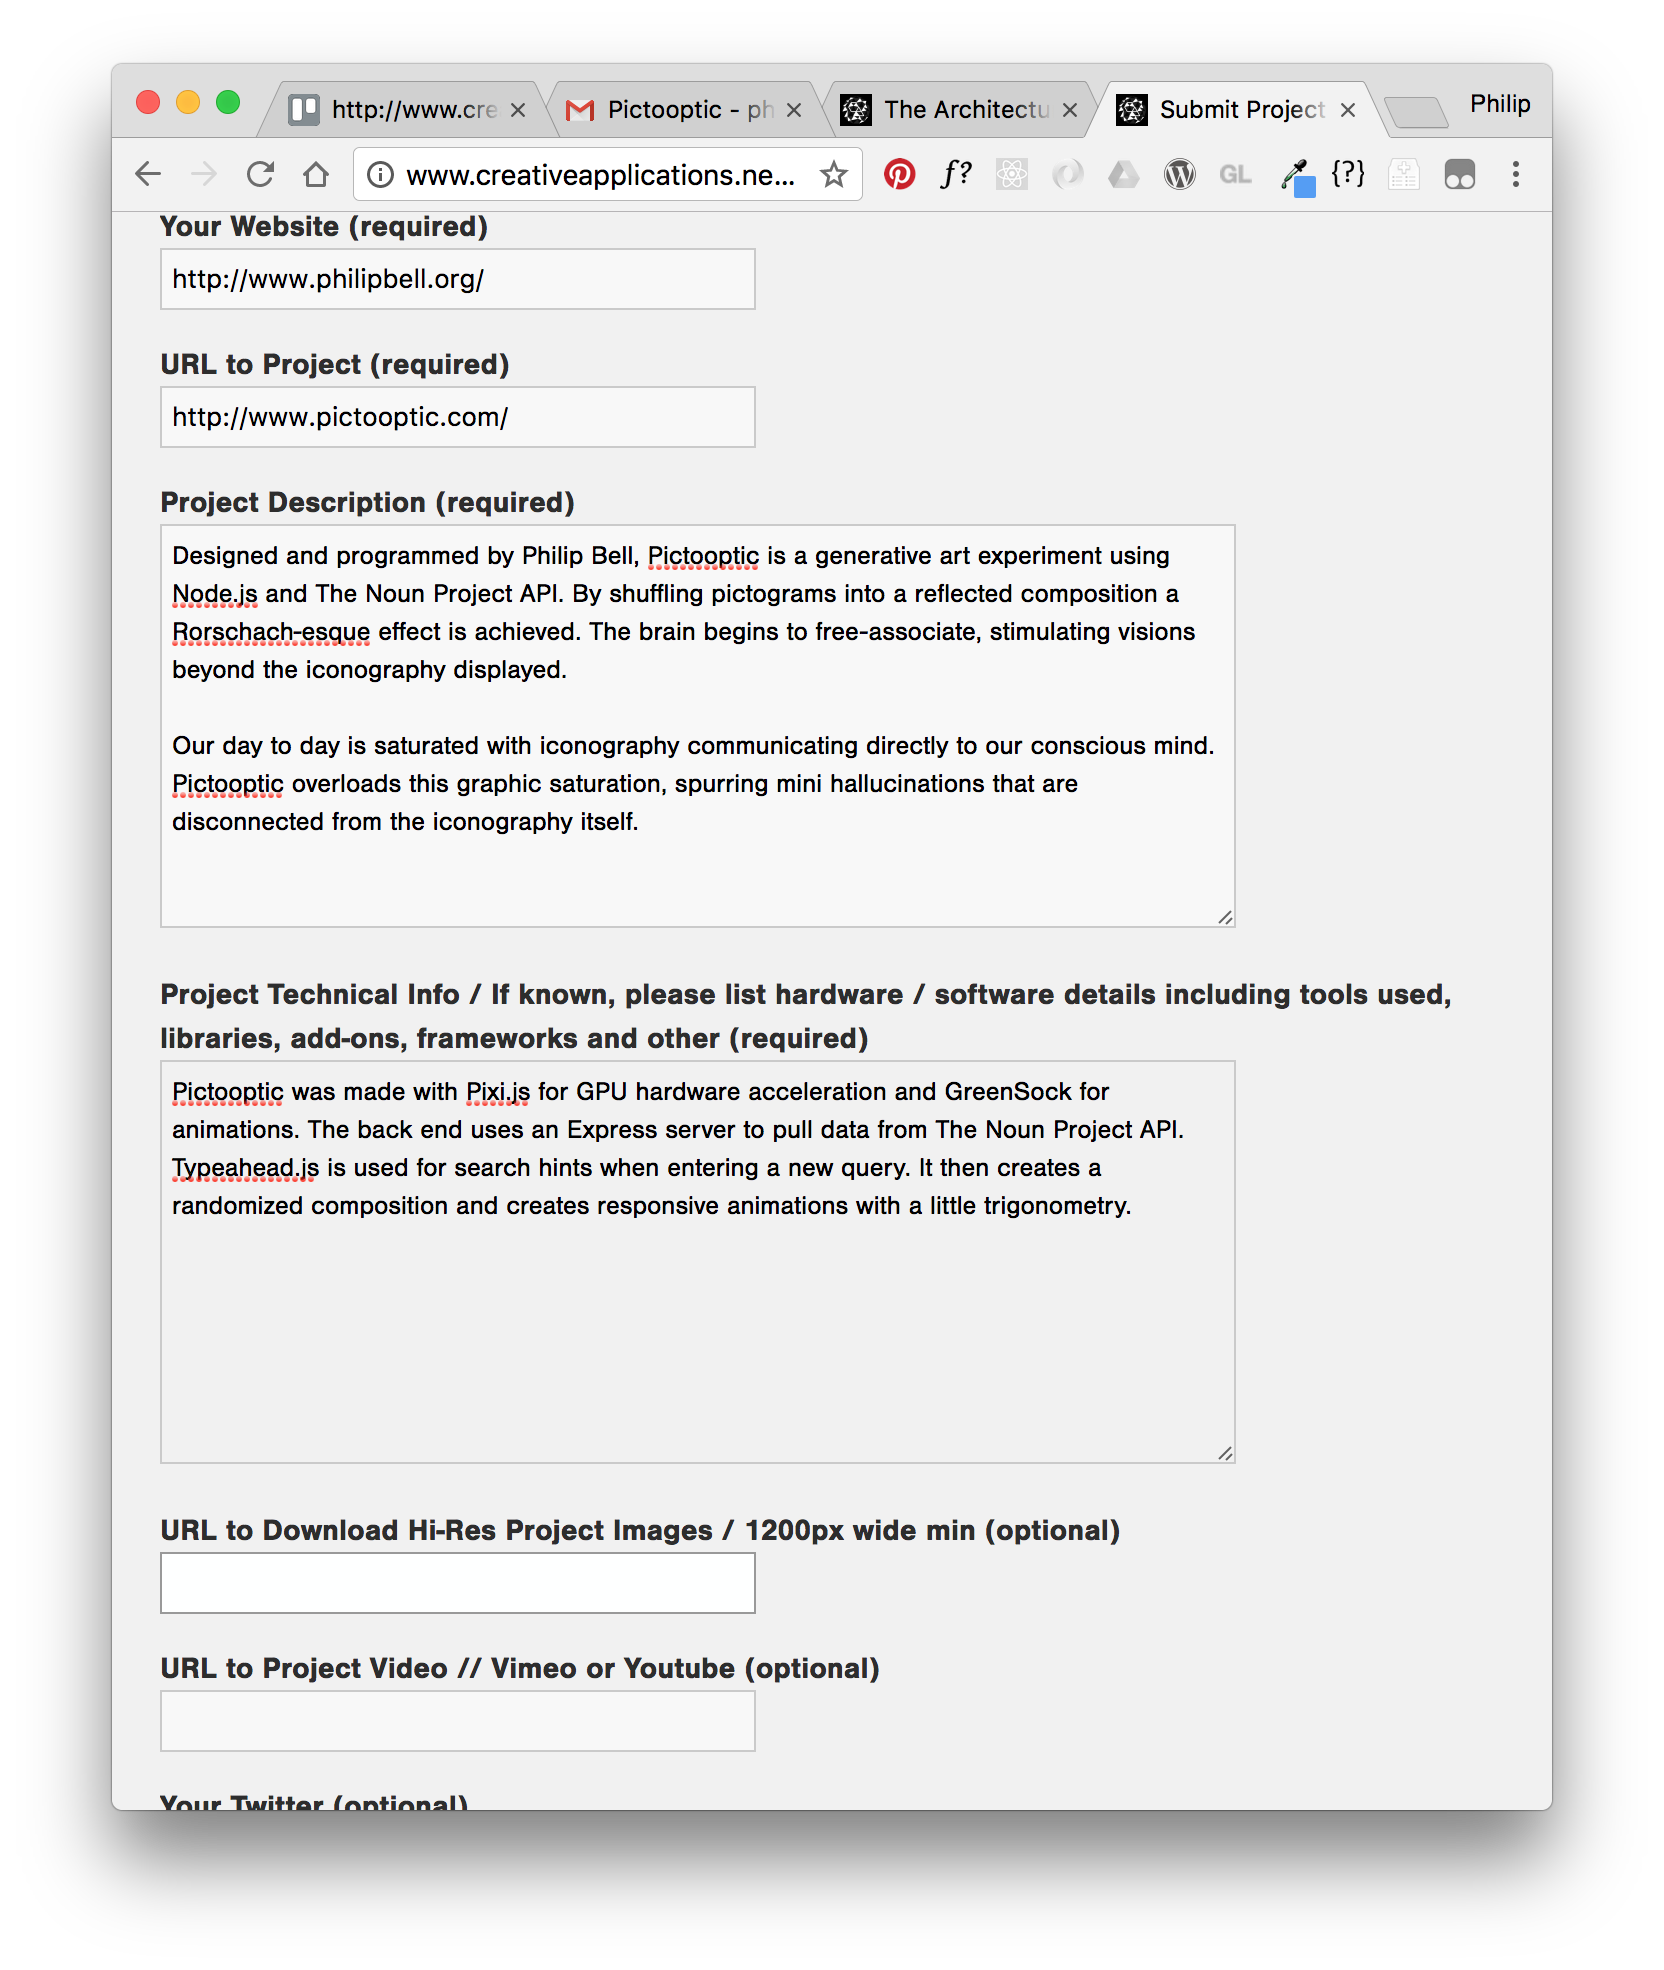 http://www.cre
Pictooptic - ph
The Architectu
Submit Project
Philip
www.creativeapplications.ne...
f?
GL
{?}
Your Website (required)
http://www.philipbell.org/
URL to Project (required)
http://www.pictooptic.com/
Project Description (required)
Designed and programmed by Philip Bell, Pictooptic is a generative art experiment using
Node.js and The Noun Project API. By shuffling pictograms into a reflected composition a
Rorschach-esque effect is achieved. The brain begins to free-associate, stimulating visions
beyond the iconography displayed.
Our day to day is saturated with iconography communicating directly to our conscious mind.
Pictooptic overloads this graphic saturation, spurring mini hallucinations that are
disconnected from the iconography itself.
Project Technical Info / If known, please list hardware / software details including tools used,
libraries, add-ons, frameworks and other (required)
Pictooptic was made with Pixi.js for GPU hardware acceleration and GreenSock for
animations. The back end uses an Express server to pull data from The Noun Project API.
Typeahead.js is used for search hints when entering a new query. It then creates a
randomized composition and creates responsive animations with a little trigonometry.
URL to Download Hi-Res Project Images / 1200px wide min (optional)
URL to Project Video // Vimeo or Youtube (optional)
Your Twitter (optional)